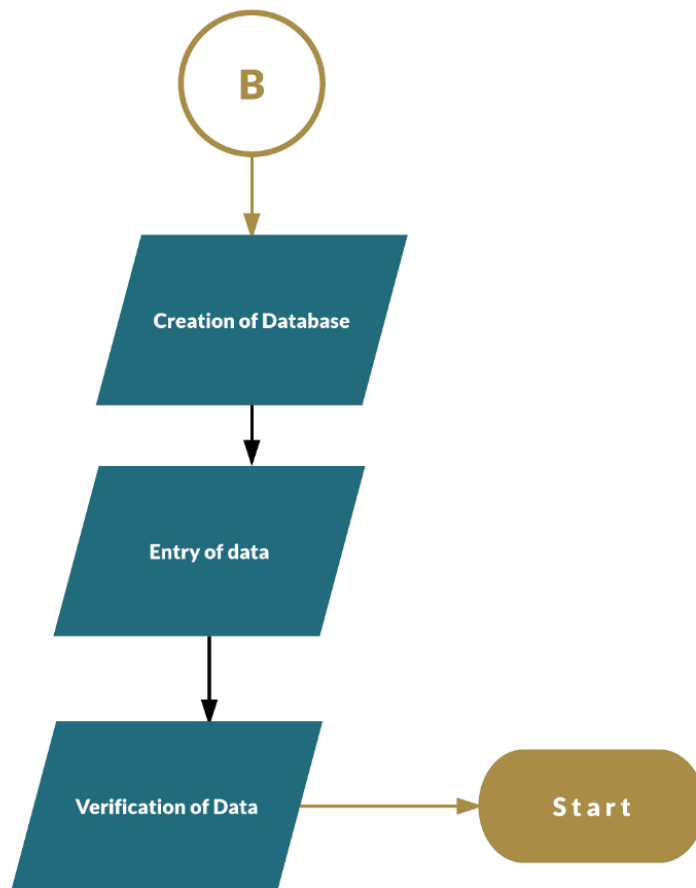 B
Creation of Database
Entry of data
Verification of Data
Start